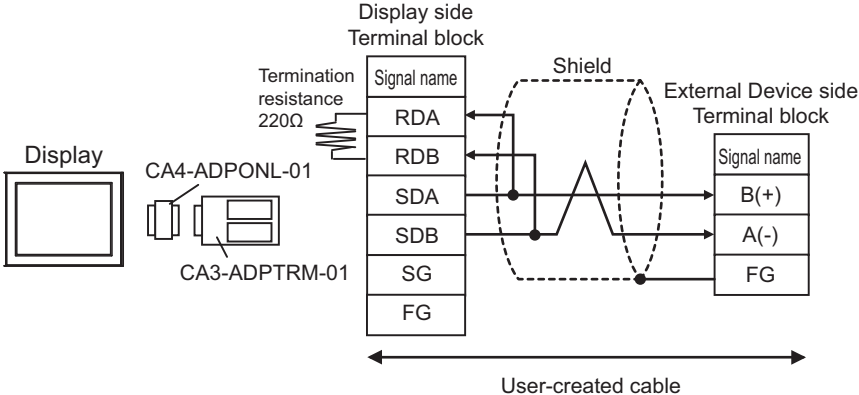 Display side
Terminal block
Shield
External Device side
Terminal block
Termination
resistance
220Ω
Signal name
RDA
RDB
SDA
SDB
SG
FG
Signal name
B(+)
A(-)
FG
Display
CA4-ADPONL-01
CA3-ADPTRM-01
User-created cable